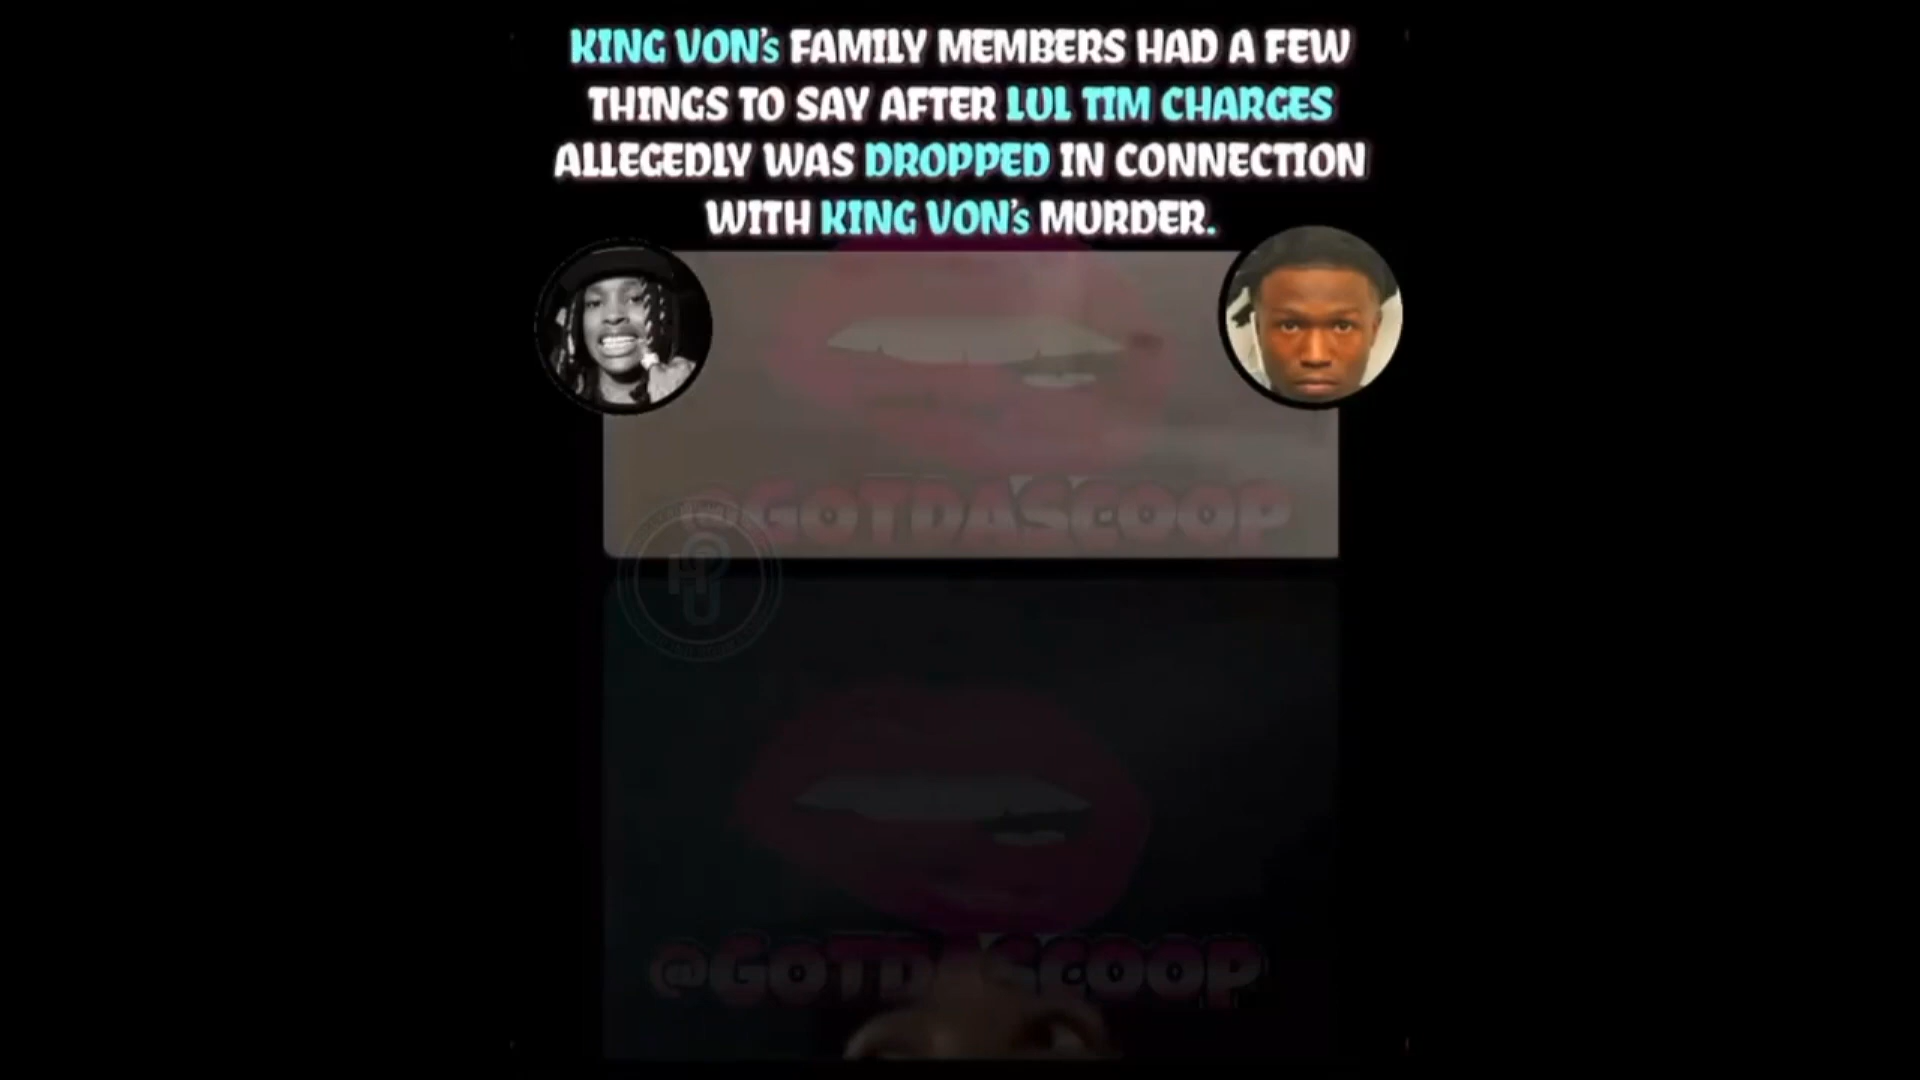 KING VON's FAMILY MEMBERS HAD A FEW
THINGS TO SAY AFTER LUL TIM CHARGES
ALLEGEDLY WAS DROPPED IN CONNECTION
WITH KING VON's MURDER.
@GOTDASCOOP
@GOTDASCOOP